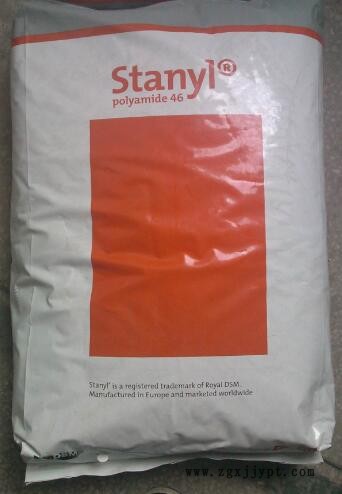 Stanyl®
polyamide 46
Stanyl® is a registered trademark of Royal DSM.
Manufactured in Europe and marketed worldwide
www.zgxjjypt.com